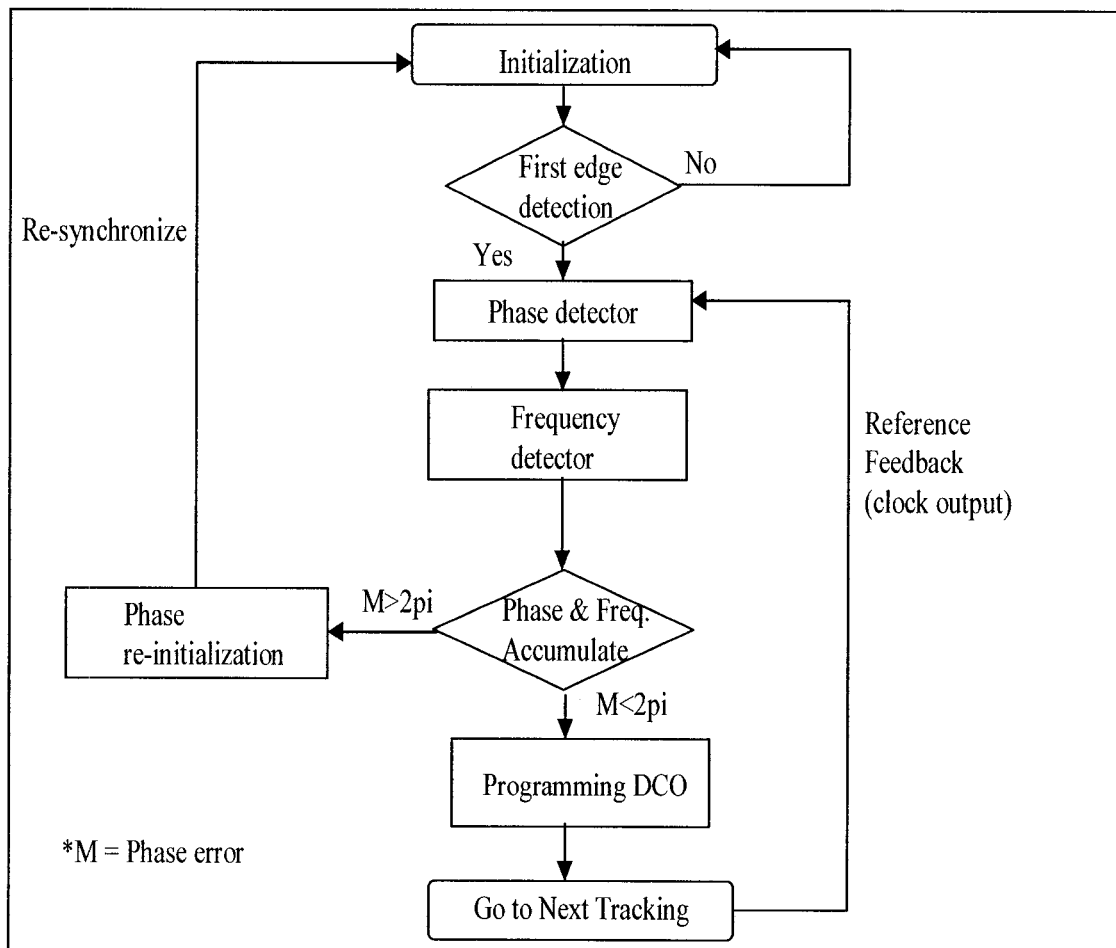 Initialization
First edge
detection
No
Re-synchronize
Yes
Phase detector
Frequency
detector
Reference
Feedback
(clock output)
Phase
re-initialization
M>2pi
Phase & Freq.
Accumulate
M<2pi
Programming DCO
*M = Phase error
Go to Next Tracking